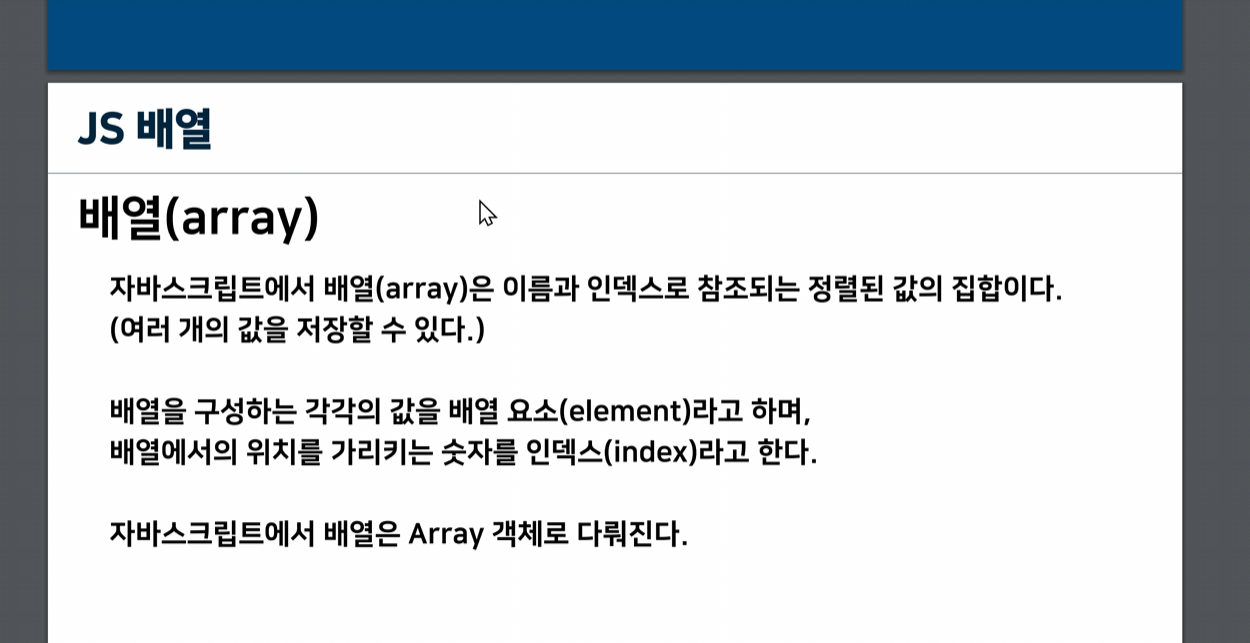 JS 배열
배열(array)
자바스크립트에서 배열(array)은 이름과 인덱스로 참조되는 정렬된 값의 집합이다.
(여러 개의 값을 저장할 수 있다.)
배열을 구성하는 각각의 값을 배열 요소(element)라고 하며,
배열에서의 위치를 가리키는 숫자를 인덱스(index)라고 한다.
자바스크립트에서 배열은 Array 객체로 다뤄진다.